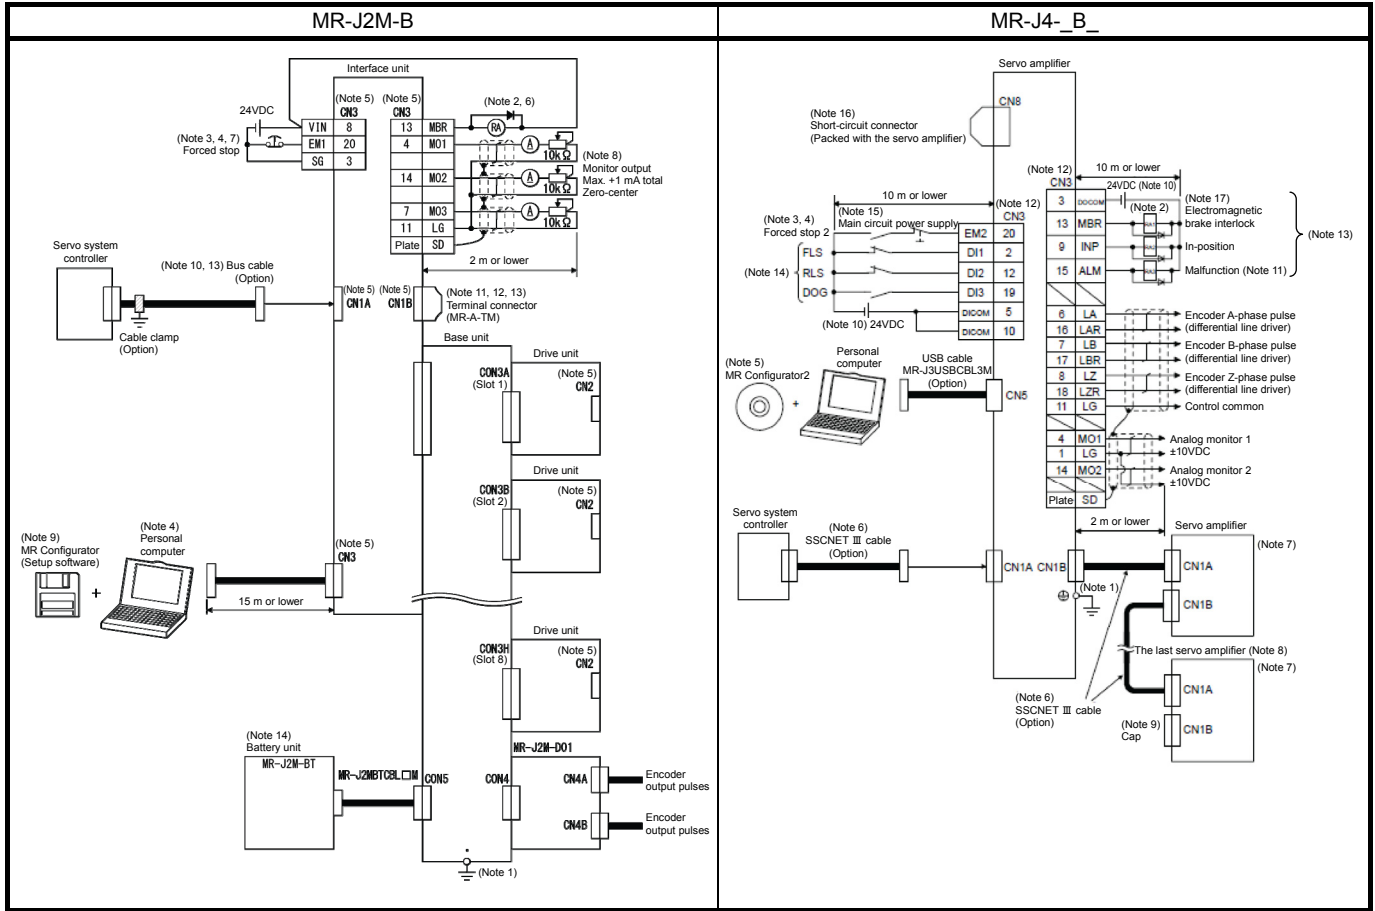 MR-J2M-B
MR-J4-_B_
Interface unit
(Note 5)
CN3
(Note 5)
CN3
24VDC
(Note 3, 4, 7)
Forced stop
VIN 8
EM1 20
SG 3
13 MBR
4 MO1
14 MO2
7 MO3
11 LG
Plate SD
(Note 2, 6)
RA
A
10kΩ
A
10kΩ
A
10kΩ
(Note 8)
Monitor output
Max. +1 mA total
Zero-center
2 m or lower
Servo system
controller
(Note 10, 13) Bus cable
(Option)
Cable clamp
(Option)
(Note 5)
CN1A
(Note 5)
CN1B
(Note 11, 12, 13)
Terminal connector
(MR-A-TM)
Base unit
Drive unit
CON3A
(Slot 1)
(Note 5)
CN2
Drive unit
CON3B
(Slot 2)
(Note 5)
CN2
(Note 9)
MR Configurator
(Setup software)
+
(Note 4)
Personal
computer
(Note 5)
CN3
15 m or lower
Drive unit
CON3H
(Slot 8)
(Note 5)
CN2
(Note 14)
Battery unit
MR-J2M-BT
MR-J2MBTCBL□M
CON5
CON4
MR-J2M-D01
CN4A
Encoder
output pulses
CN4B
Encoder
output pulses
(Note 1)
Servo amplifier
CN8
(Note 16)
Short-circuit connector
(Packed with the servo amplifier)
10 m or lower
(Note 12)
CN3
24VDC (Note 10)
10 m or lower
(Note 12)
CN3
(Note 15)
Main circuit power supply
(Note 3, 4)
Forced stop 2
FLS
(Note 14)
RLS
DOG
EM2 20
DI1 2
DI2 12
DI3 19
DICOM 5
DICOM 10
(Note 10) 24VDC
3 DOCOM
13 MBR
9 INP
15 ALM
(Note 2)
RA1
RA2
RA3
(Note 17)
Electromagnetic
brake interlock
In-position
Malfunction (Note 11)
(Note 13)
6 LA
16 LAR
7 LB
17 LBR
8 LZ
18 LZR
11 LG
4 MO1
1 LG
14 MO2
Plate SD
Encoder A-phase pulse
(differential line driver)
Encoder B-phase pulse
(differential line driver)
Encoder Z-phase pulse
(differential line driver)
Control common
Analog monitor 1
±10VDC
Analog monitor 2
±10VDC
2 m or lower
(Note 5)
MR Configurator2
+
Personal
computer
USB cable
MR-J3USBCBL3M
(Option)
CN5
Servo system
controller
(Note 6)
SSCNET Ⅲ cable
(Option)
CN1A
CN1B
(Note 1)
Servo amplifier
(Note 7)
CN1A
CN1B
The last servo amplifier (Note 8)
(Note 7)
CN1A
CN1B
(Note 6)
SSCNET Ⅲ cable
(Option)
(Note 9)
Cap